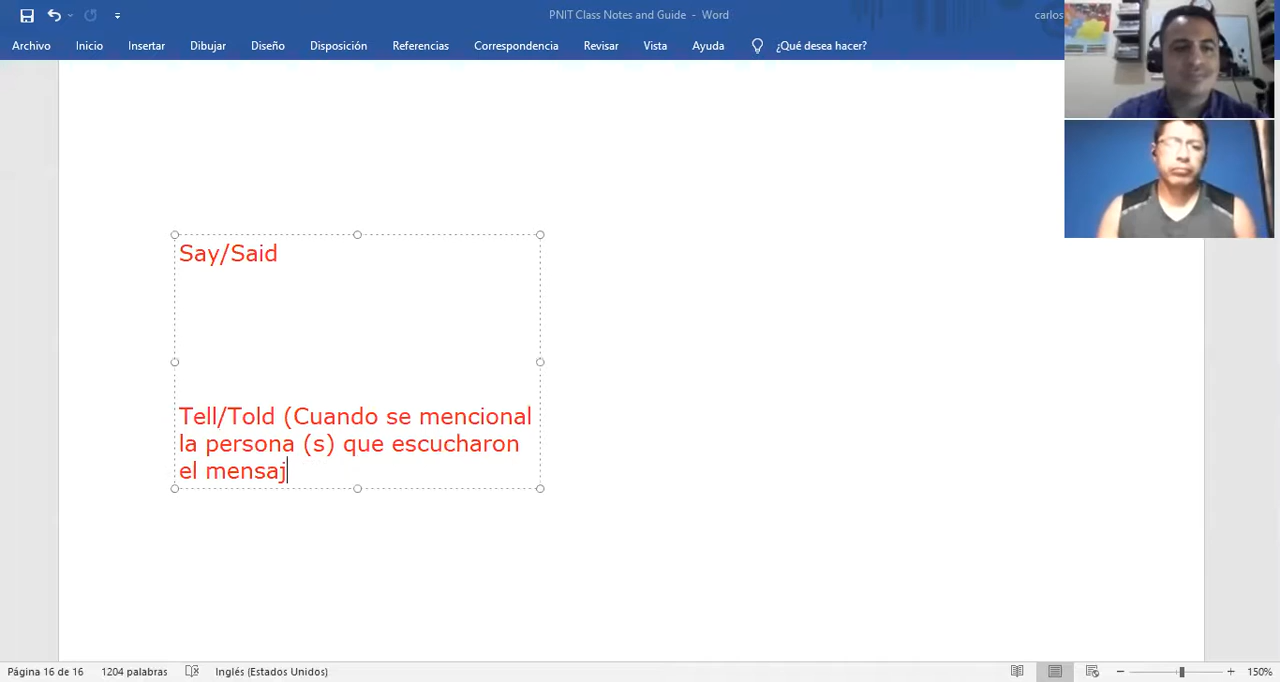 PNIT Class Notes and Guide - Word
carlos
Archivo Inicio Insertar Dibujar Diseño Disposición Referencias Correspondencia Revisar Vista Ayuda ¿Qué desea hacer?
Say/Said
Tell/Told (Cuando se mencional
la persona (s) que escucharon
el mensaj
Página 16 de 16 1204 palabras Inglés (Estados Unidos) 150%